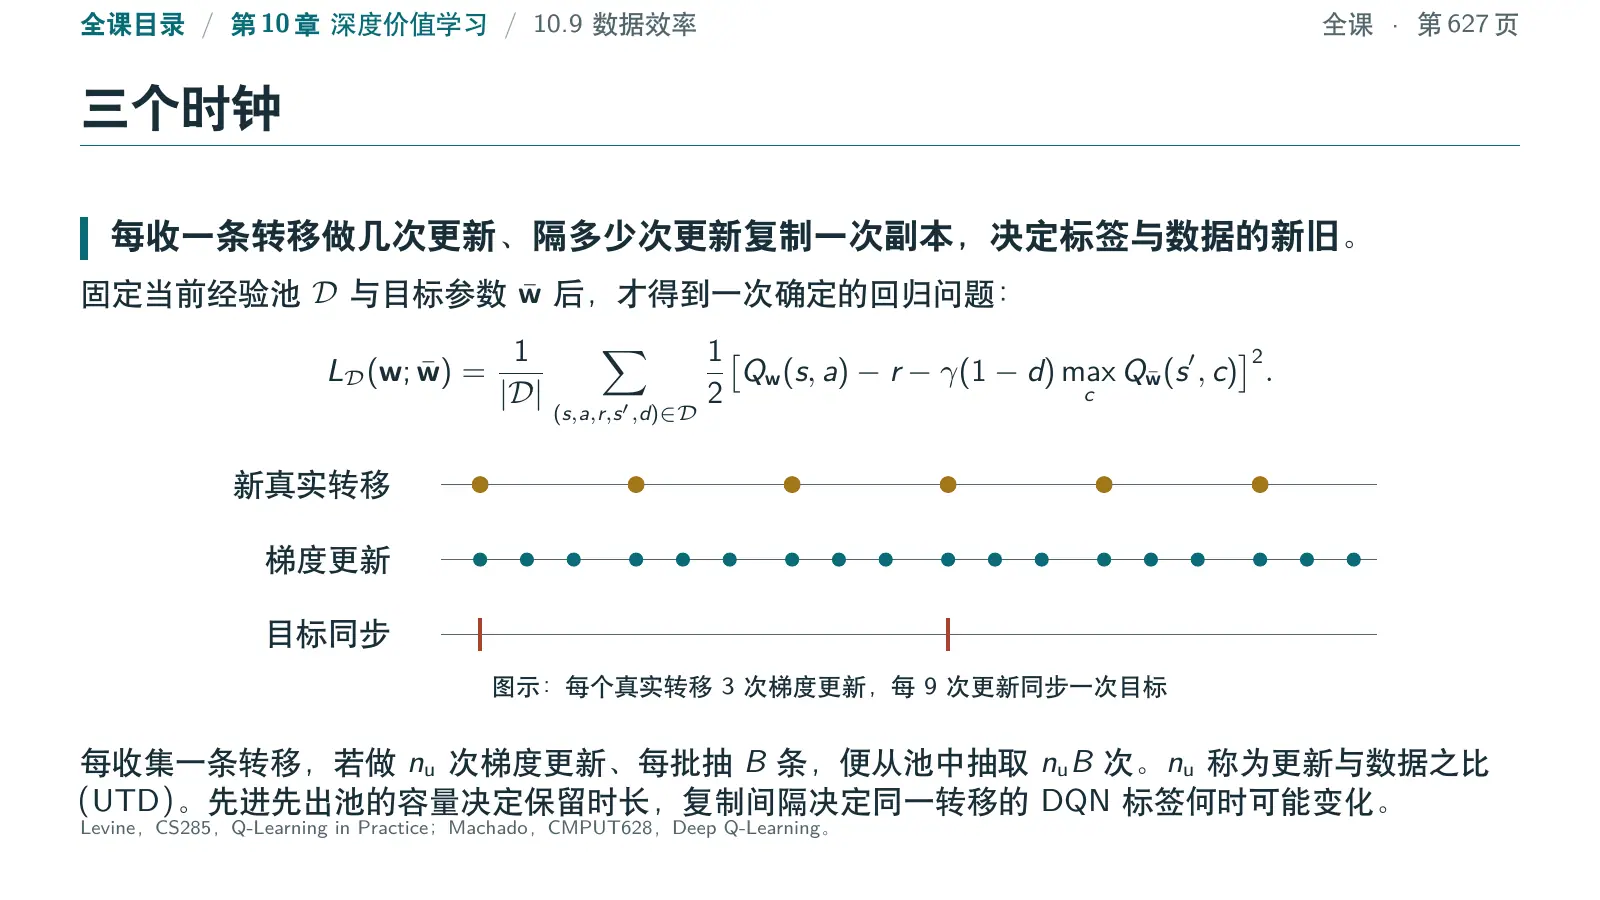 全课目录 / 第 10 章 深度价值学习 / 10.9 数据效率
全课 · 第 627 页
三个时钟
每收一条转移做几次更新、隔多少次更新复制一次副本，决定标签与数据的新旧。
固定当前经验池 𝒟 与目标参数 w̄ 后，才得到一次确定的回归问题：
L_𝒟(w; w̄) = 1/|𝒟| ∑_{(s,a,r,s′,d)∈𝒟} 1/2 [Q_w(s, a) − r − γ(1 − d) max_c Q_w̄(s′, c)]².
新真实转移
梯度更新
目标同步
图示：每个真实转移 3 次梯度更新，每 9 次更新同步一次目标
每收集一条转移，若做 n_u 次梯度更新、每批抽 B 条，便从池中抽取 n_u B 次。n_u 称为更新与数据之比
(UTD)。先进先出池的容量决定保留时长，复制间隔决定同一转移的 DQN 标签何时可能变化。
Levine，CS285，Q-Learning in Practice；Machado，CMPUT628，Deep Q-Learning。